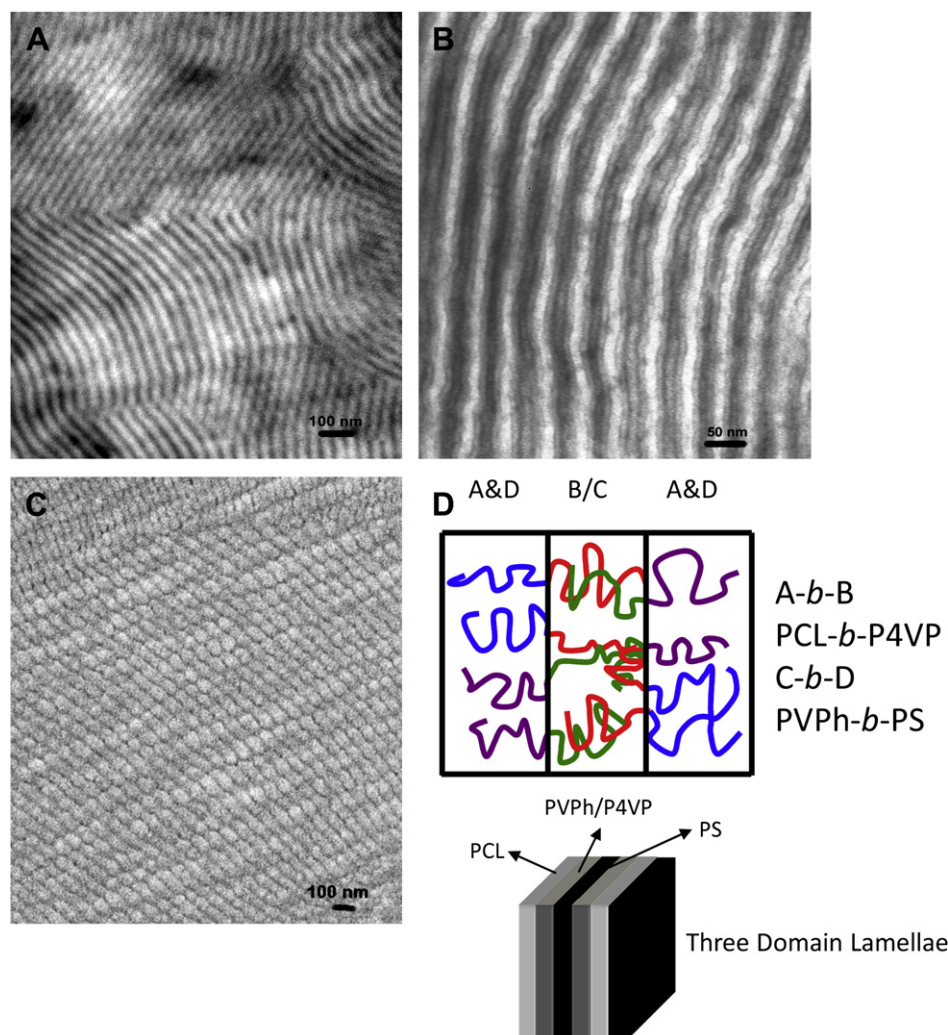 A
100 nm
B
50 nm
C
100 nm
D
A&D B/C A&D
A-b-B
PCL-b-P4VP
C-b-D
PVPh-b-PS
PVPh/P4VP
PCL
PS
Three Domain Lamellae